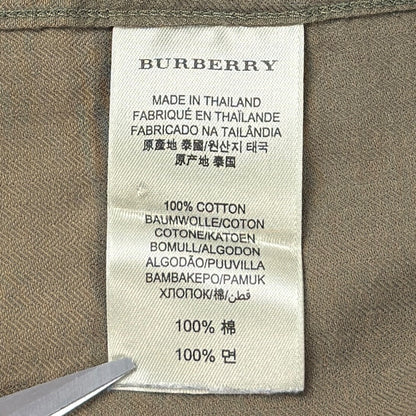 BURBERRY
MADE IN THAILAND
FABRIQUÉ EN THAÏLANDE
FABRICADO NA TAILÂNDIA
原產地 泰國/원산지 태국
原产地 泰国
100% COTTON
BAUMWOLLE/COTON
COTONE/KATOEN
BOMULL/ALGODON
ALGODÃO/PUUVILLA
BAMBAKEPO/PAMUK
ХЛОПОК/棉/قطن
100% 棉
100% 면